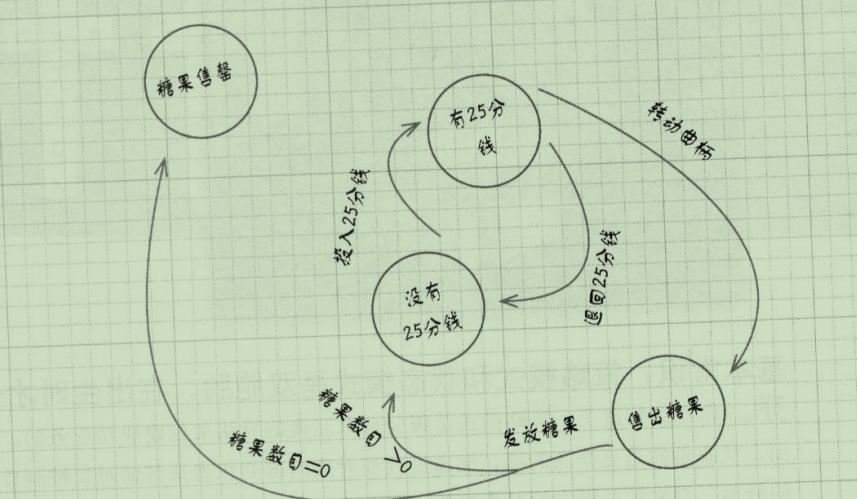 糖果售罄
有25分
钱
转动曲柄
投入25分钱
退回25分钱
没有
25分钱
糖果数目
>0
糖果数目=0
发放糖果
售出糖果